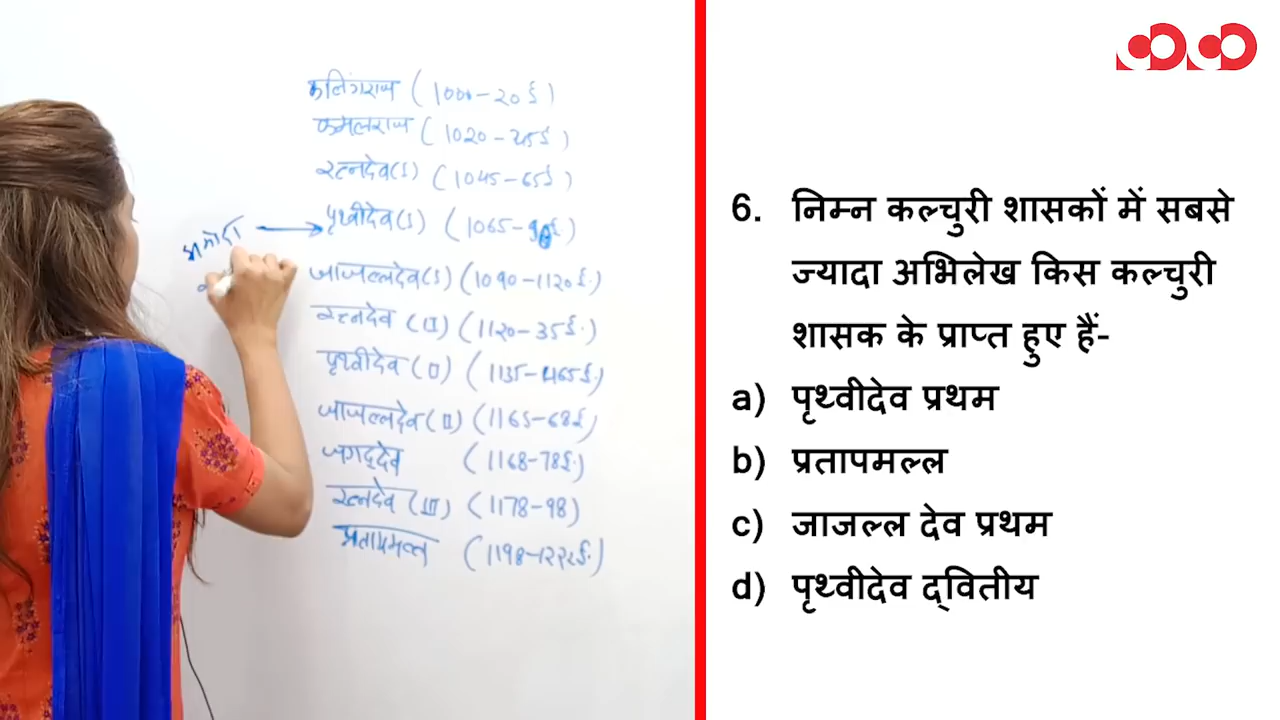 कलिंगराज (1000-20ई)
कमलराज (1020-45ई)
रत्नदेव(I) (1045-65ई)
अमोदा → पृथ्वीदेव(I) (1065-90ई.)
जाजल्लदेव(I) (1090-1120ई.)
रत्नदेव (II) (1120-35ई.)
पृथ्वीदेव (II) (1135-1165ई.)
जाजल्लदेव (II) (1165-68ई)
जगद्देव (1168-78ई.)
रत्नदेव (III) (1178-98)
प्रतापमल्ल (1198-1222ई.)
6. निम्न कल्चुरी शासकों में सबसे
ज्यादा अभिलेख किस कल्चुरी
शासक के प्राप्त हुए हैं-
a) पृथ्वीदेव प्रथम
b) प्रतापमल्ल
c) जाजल्ल देव प्रथम
d) पृथ्वीदेव द्वितीय